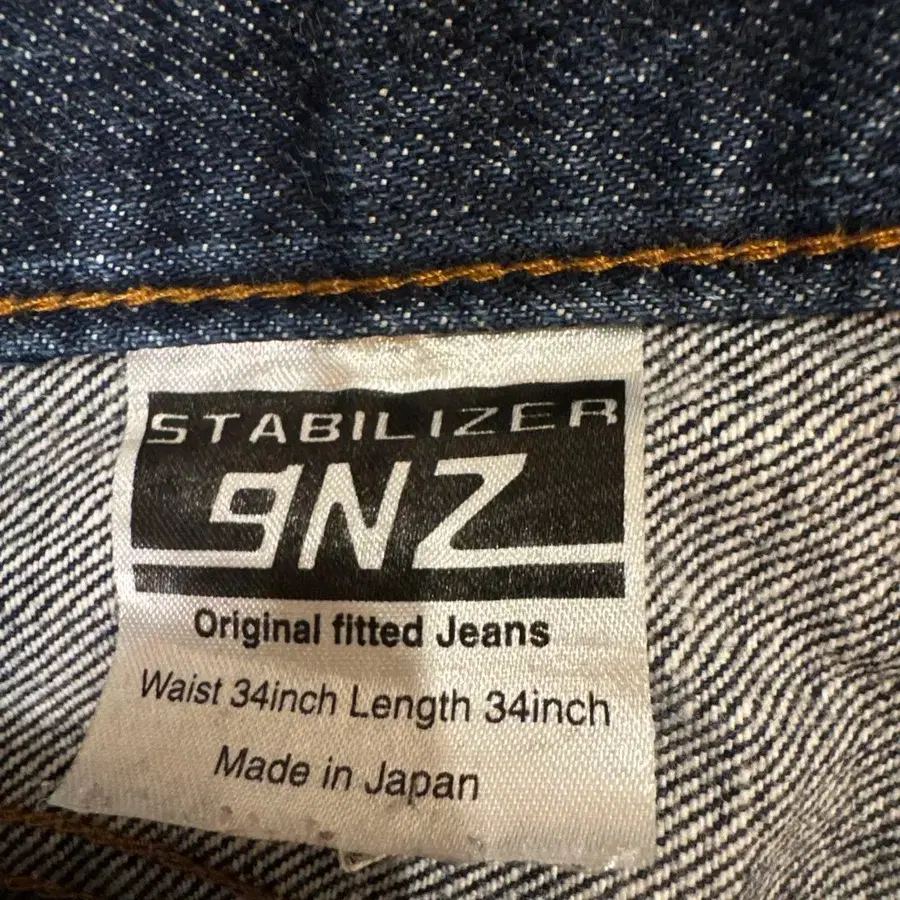 STABILIZER
gNZ
Original fitted Jeans
Waist 34inch Length 34inch
Made in Japan